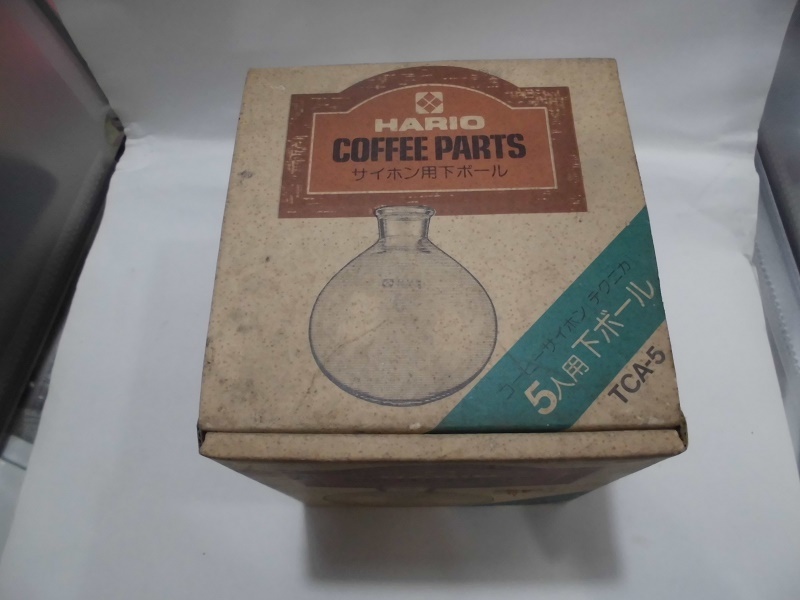 HARIO
COFFEE PARTS
サイホン用下ボール
コーヒーサイホン テクニカ
5人用 下ボール
TCA-5